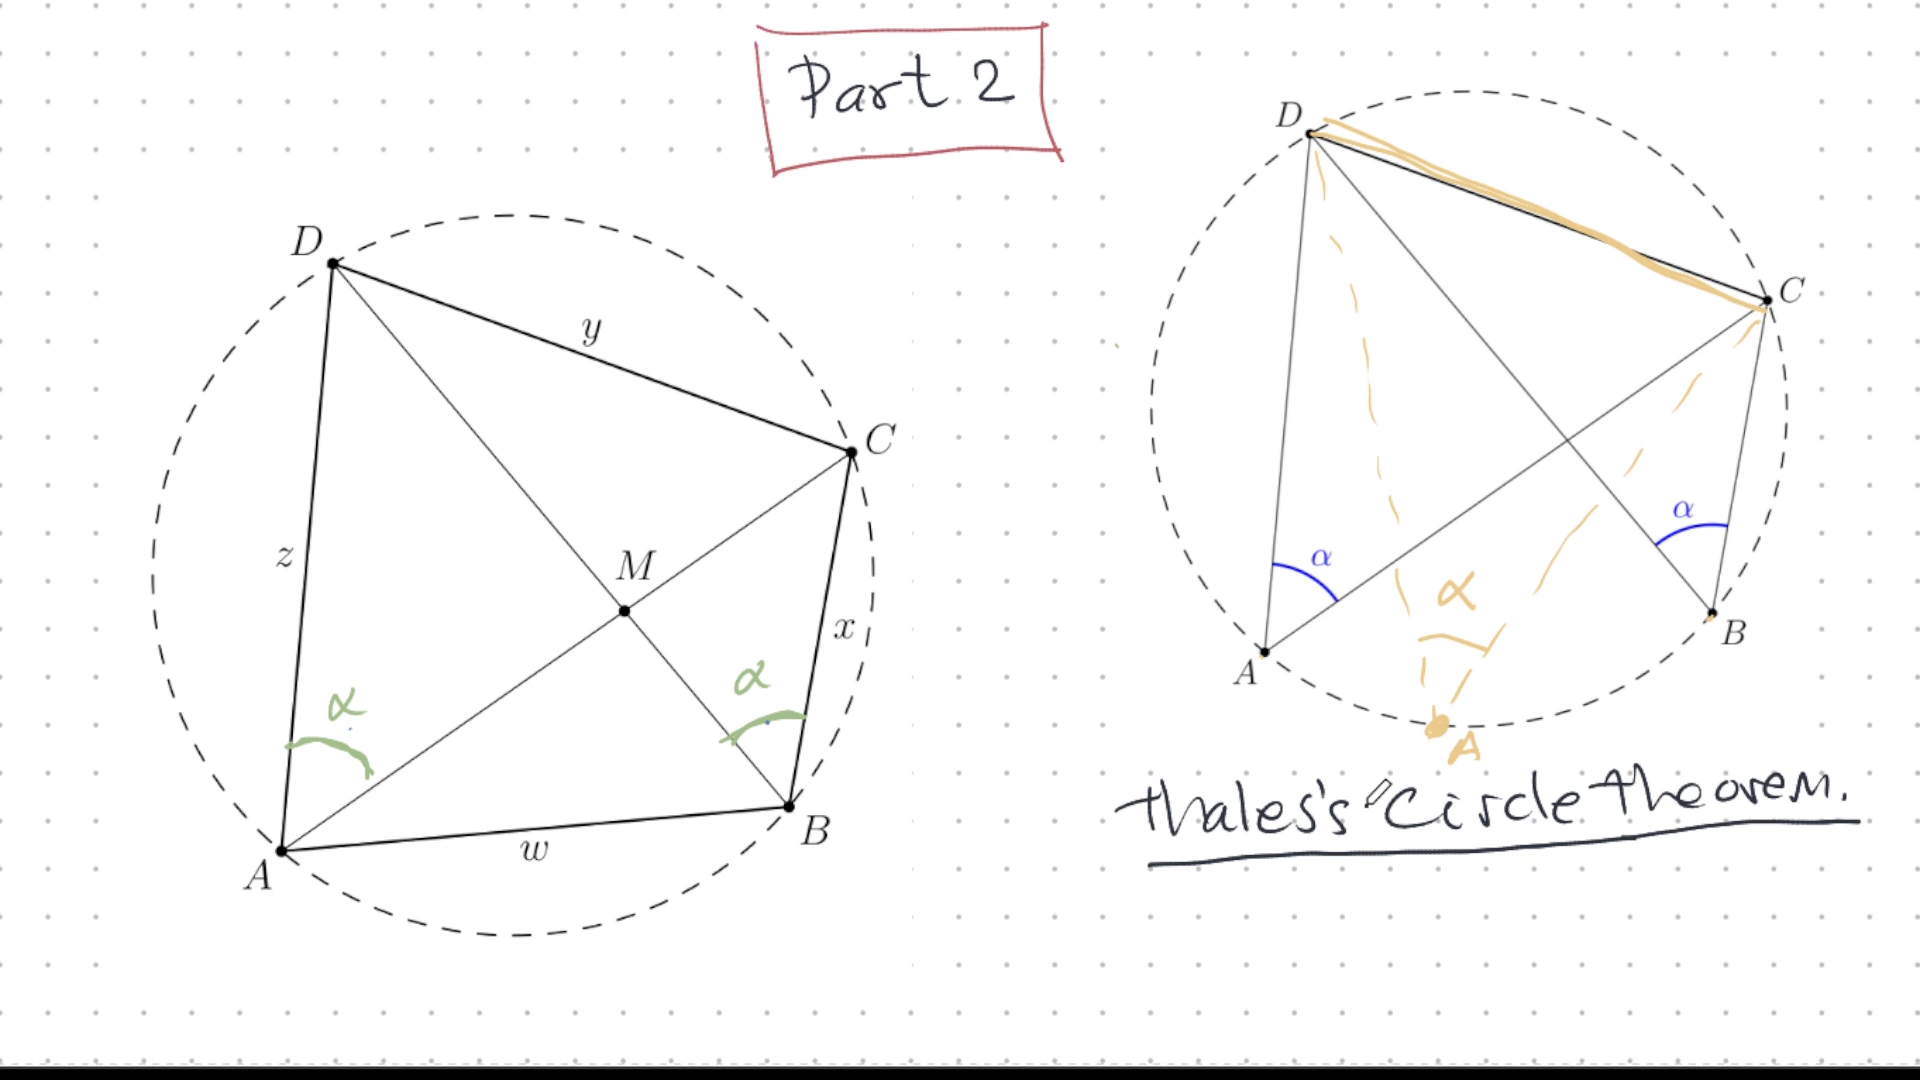 Part 2
D
y
C
z
M
x
α
α
A
w
B
D
C
α
α
α
A
B
A
Thales's Circle Theorem.